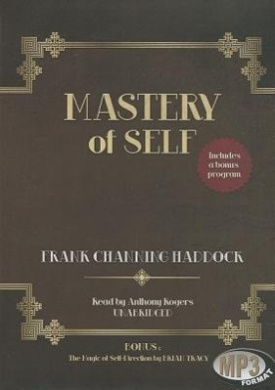 MASTERY
of SELF
Includes
a bonus
program
FRANK CHANNING HADDOCK
Read by Anthony Rogers
UNABRIDGED
BONUS:
The Magic of Self-Direction by BRIAN TRACY
MP3
FORMAT